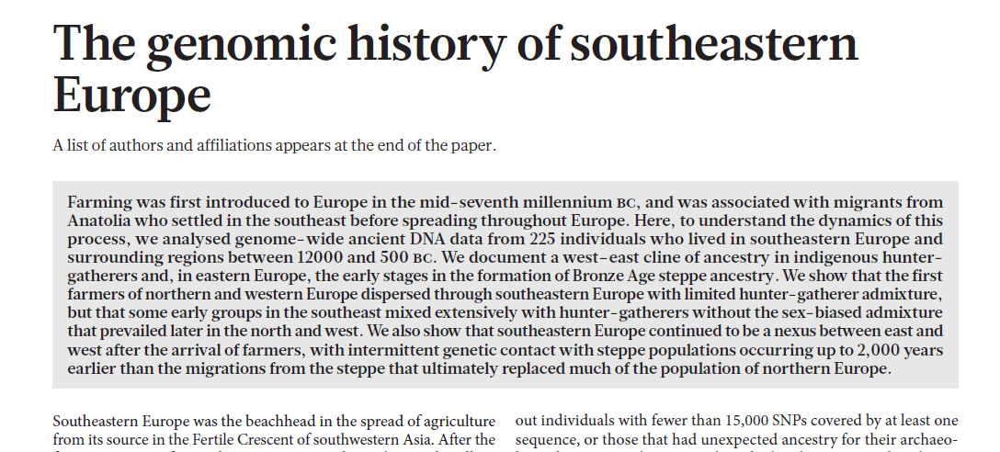 The genomic history of southeastern
Europe
A list of authors and affiliations appears at the end of the paper.
Farming was first introduced to Europe in the mid-seventh millennium BC, and was associated with migrants from
Anatolia who settled in the southeast before spreading throughout Europe. Here, to understand the dynamics of this
process, we analysed genome-wide ancient DNA data from 225 individuals who lived in southeastern Europe and
surrounding regions between 12000 and 500 BC. We document a west–east cline of ancestry in indigenous hunter-
gatherers and, in eastern Europe, the early stages in the formation of Bronze Age steppe ancestry. We show that the first
farmers of northern and western Europe dispersed through southeastern Europe with limited hunter-gatherer admixture,
but that some early groups in the southeast mixed extensively with hunter-gatherers without the sex-biased admixture
that prevailed later in the north and west. We also show that southeastern Europe continued to be a nexus between east and
west after the arrival of farmers, with intermittent genetic contact with steppe populations occurring up to 2,000 years
earlier than the migrations from the steppe that ultimately replaced much of the population of northern Europe.
Southeastern Europe was the beachhead in the spread of agriculture
from its source in the Fertile Crescent of southwestern Asia. After the
out individuals with fewer than 15,000 SNPs covered by at least one
sequence, or those that had unexpected ancestry for their archaeo-